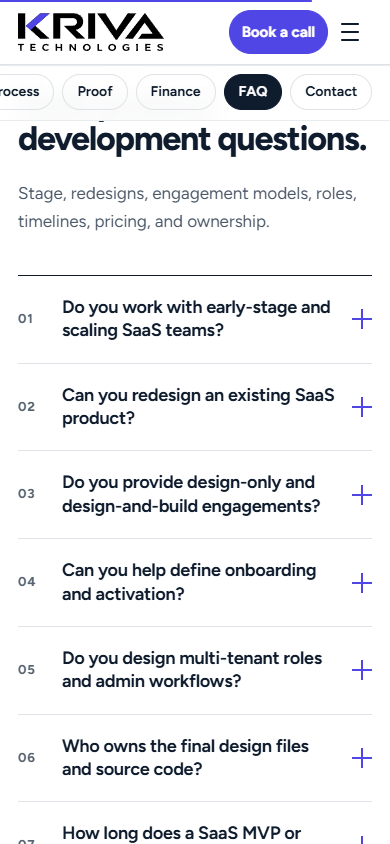 KRIVA
TECHNOLOGIES
Book a call
rocess
Proof
Finance
FAQ
Contact
development questions.
Stage, redesigns, engagement models, roles,
timelines, pricing, and ownership.
01
Do you work with early-stage and
scaling SaaS teams?
02
Can you redesign an existing SaaS
product?
03
Do you provide design-only and
design-and-build engagements?
04
Can you help define onboarding
and activation?
05
Do you design multi-tenant roles
and admin workflows?
06
Who owns the final design files
and source code?
07
How long does a SaaS MVP or